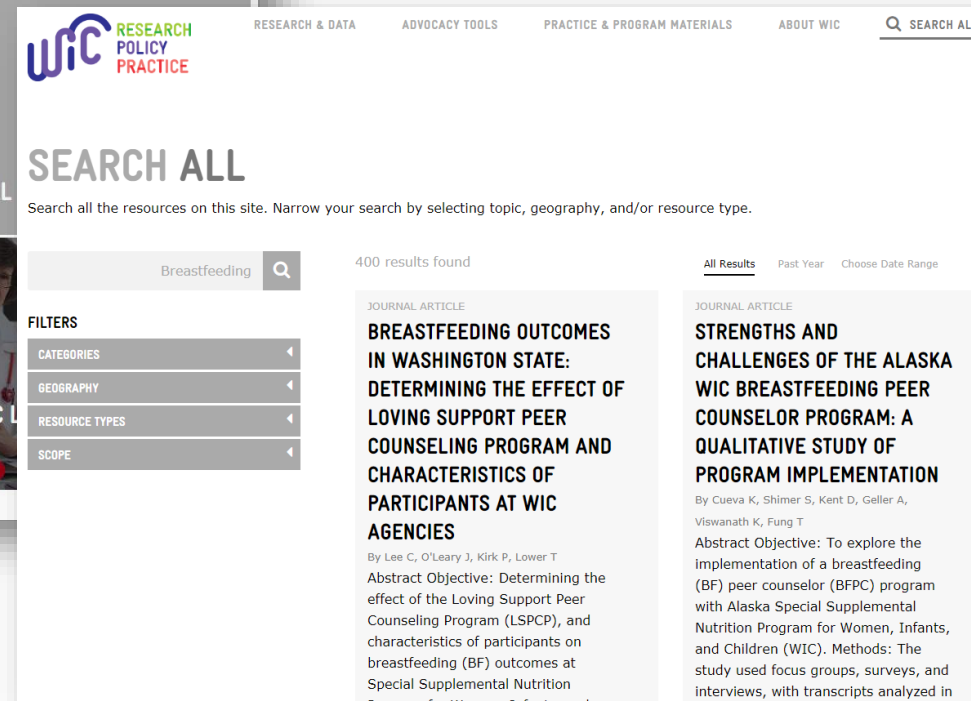 WiC RESEARCH
POLICY
PRACTICE
RESEARCH & DATA
ADVOCACY TOOLS
PRACTICE & PROGRAM MATERIALS
ABOUT WIC
SEARCH AL
SEARCH ALL
Search all the resources on this site. Narrow your search by selecting topic, geography, and/or resource type.
Breastfeeding
FILTERS
CATEGORIES
GEOGRAPHY
RESOURCE TYPES
SCOPE
400 results found
All Results
Past Year
Choose Date Range
JOURNAL ARTICLE
BREASTFEEDING OUTCOMES
IN WASHINGTON STATE:
DETERMINING THE EFFECT OF
LOVING SUPPORT PEER
COUNSELING PROGRAM AND
CHARACTERISTICS OF
PARTICIPANTS AT WIC
AGENCIES
By Lee C, O'Leary J, Kirk P, Lower T
Abstract Objective: Determining the
effect of the Loving Support Peer
Counseling Program (LSPCP), and
characteristics of participants on
breastfeeding (BF) outcomes at
Special Supplemental Nutrition
JOURNAL ARTICLE
STRENGTHS AND
CHALLENGES OF THE ALASKA
WIC BREASTFEEDING PEER
COUNSELOR PROGRAM: A
QUALITATIVE STUDY OF
PROGRAM IMPLEMENTATION
By Cueva K, Shimer S, Kent D, Geller A,
Viswanath K, Fung T
Abstract Objective: To explore the
implementation of a breastfeeding
(BF) peer counselor (BFPC) program
with Alaska Special Supplemental
Nutrition Program for Women, Infants,
and Children (WIC). Methods: The
study used focus groups, surveys, and
interviews, with transcripts analyzed in